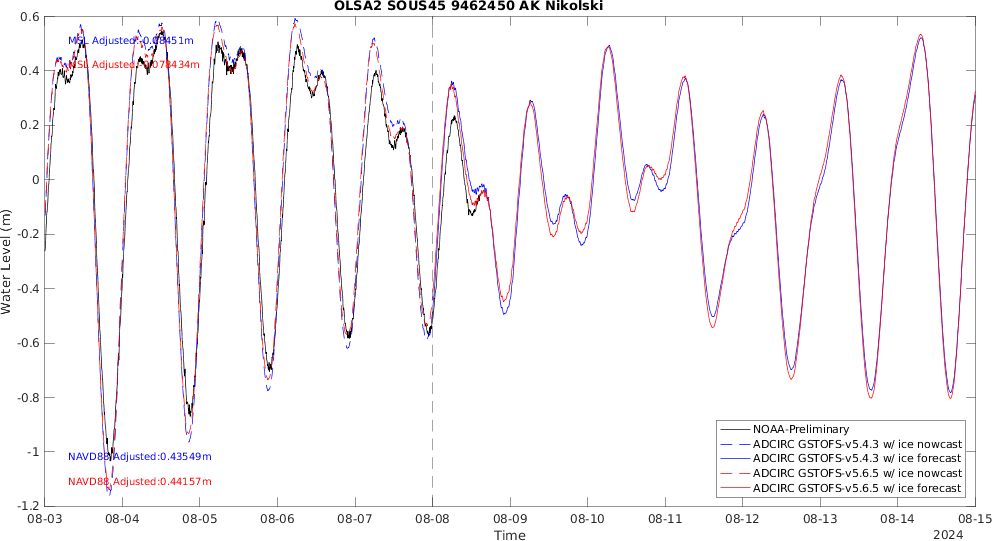 OLSA2 SOUS45 9462450 AK Nikolski
0.6
0.4
0.2
0
-0.2
-0.4
-0.6
-0.8
-1
-1.2
Water Level (m)
MSL Adjusted:
MSL Adjusted:
NAVD88 Adjusted:0.43549m
NAVD88 Adjusted:0.44157m
NOAA-Preliminary
ADCIRC GSTOFS-v5.4.3 w/ ice nowcast
ADCIRC GSTOFS-v5.4.3 w/ ice forecast
ADCIRC GSTOFS-v5.6.5 w/ ice nowcast
ADCIRC GSTOFS-v5.6.5 w/ ice forecast
08-03 08-04 08-05 08-06 08-07 08-08 08-09 08-10 08-11 08-12 08-13 08-14 08-15
Time
2024